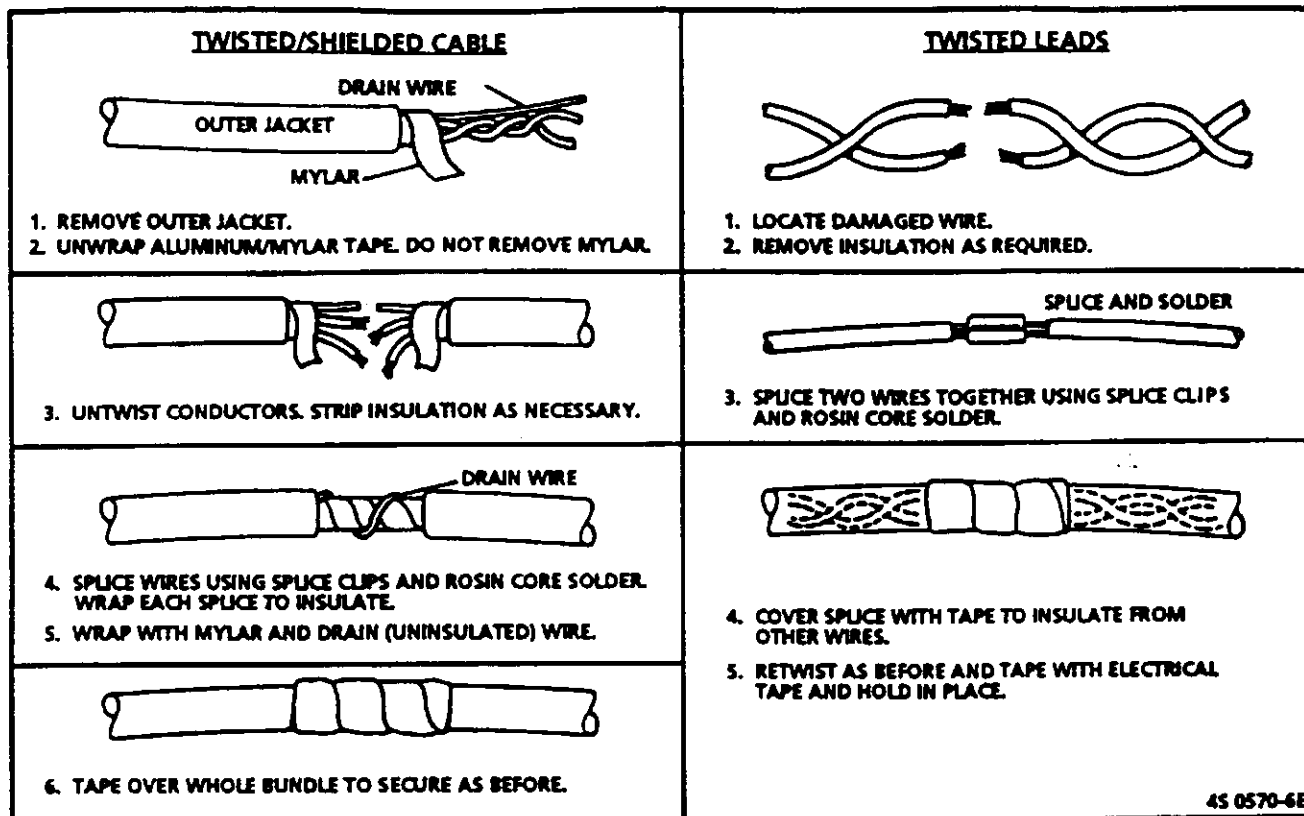 TWISTED/SHIELDED CABLE
DRAIN WIRE
OUTER JACKET
MYLAR
1. REMOVE OUTER JACKET.
2. UNWRAP ALUMINUM/MYLAR TAPE. DO NOT REMOVE MYLAR.
3. UNTWIST CONDUCTORS. STRIP INSULATION AS NECESSARY.
DRAIN WIRE
4. SPLICE WIRES USING SPLICE CLIPS AND ROSIN CORE SOLDER.
WRAP EACH SPLICE TO INSULATE.
5. WRAP WITH MYLAR AND DRAIN (UNINSULATED) WIRE.
6. TAPE OVER WHOLE BUNDLE TO SECURE AS BEFORE.
TWISTED LEADS
1. LOCATE DAMAGED WIRE.
2. REMOVE INSULATION AS REQUIRED.
SPLICE AND SOLDER
3. SPLICE TWO WIRES TOGETHER USING SPLICE CLIPS
AND ROSIN CORE SOLDER.
4. COVER SPLICE WITH TAPE TO INSULATE FROM
OTHER WIRES.
5. RETWIST AS BEFORE AND TAPE WITH ELECTRICAL
TAPE AND HOLD IN PLACE.
4S 0570-6E